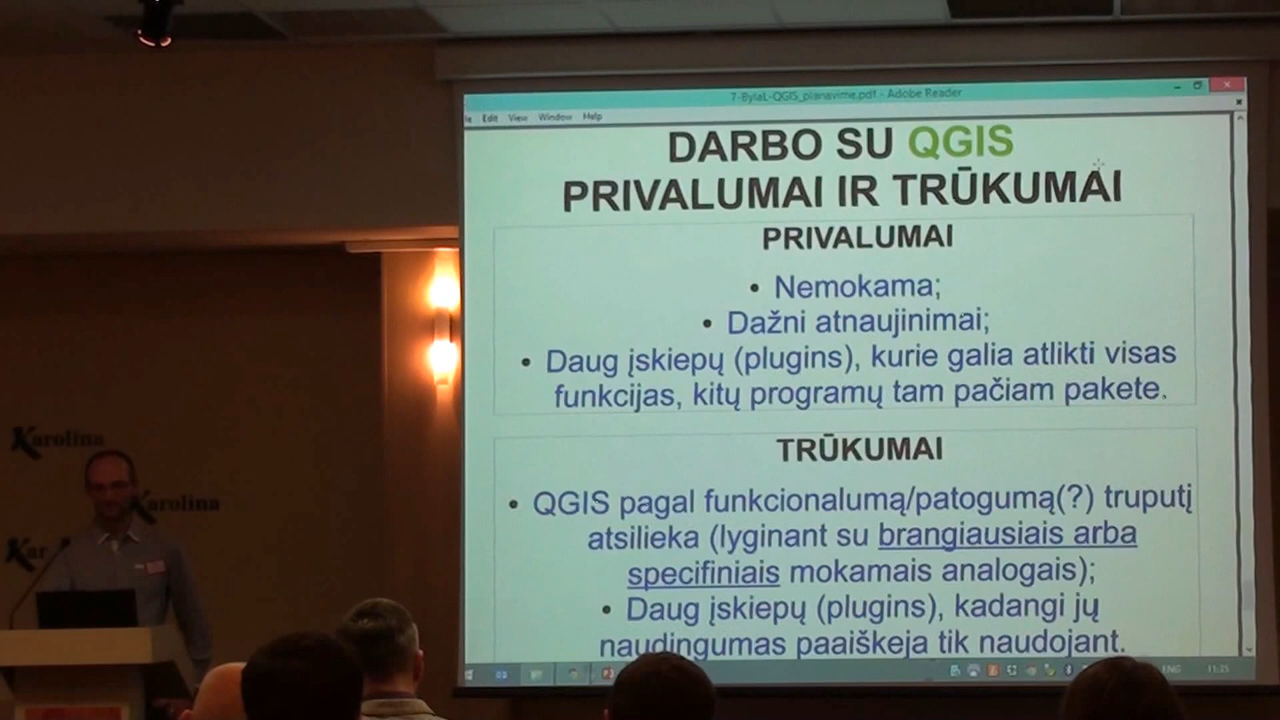 7-BylaL-QGIS_planavime.pdf - Adobe Reader
Edit View Window Help
DARBO SU QGIS
PRIVALUMAI IR TRŪKUMAI
PRIVALUMAI
• Nemokama;
• Dažni atnaujinimai;
• Daug įskiepų (plugins), kurie galia atlikti visas
funkcijas, kitų programų tam pačiam pakete.
TRŪKUMAI
• QGIS pagal funkcionalumą/patogumą(?) truputį
atsilieka (lyginant su brangiausiais arba
specifiniais mokamais analogais);
• Daug įskiepų (plugins), kadangi jų
naudingumas paaiškeja tik naudojant.
ENG 11:35
Karolina
Karolina
Kar